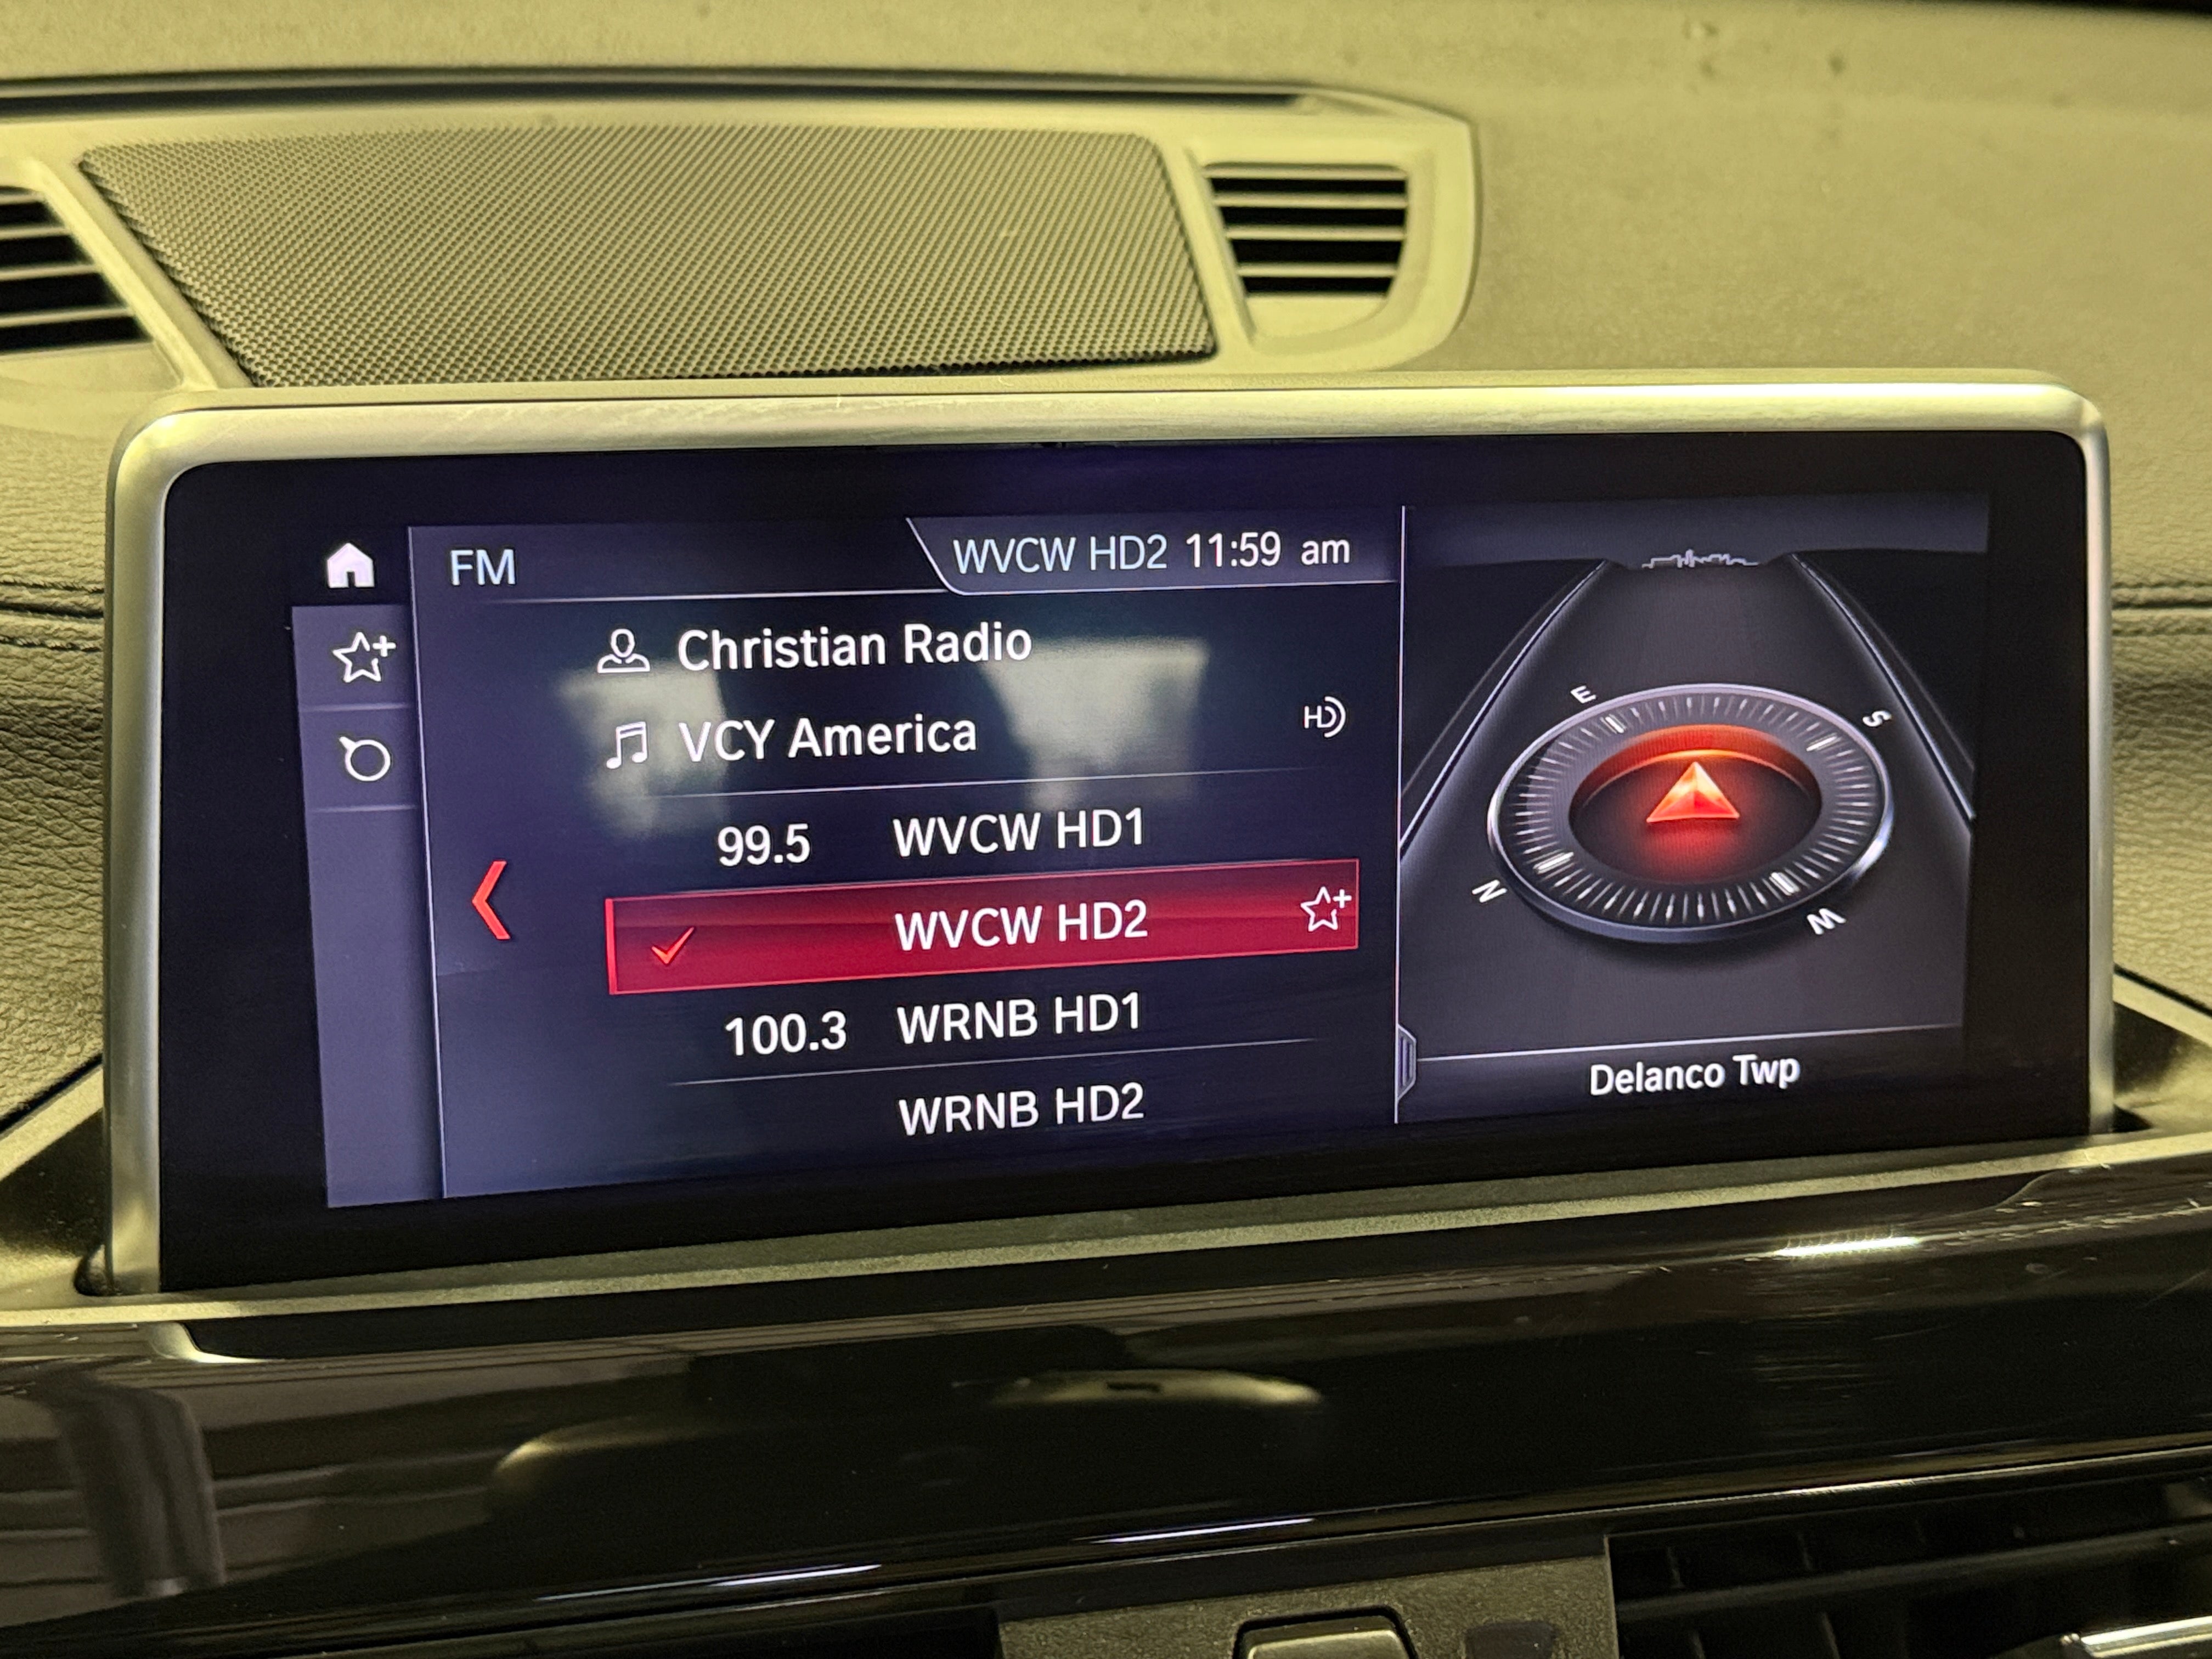 FM
WVCW HD2 11:59 am
Christian Radio
VCY America
HD
99.5 WVCW HD1
WVCW HD2
100.3 WRNB HD1
WRNB HD2
E
S
N
W
Delanco Twp